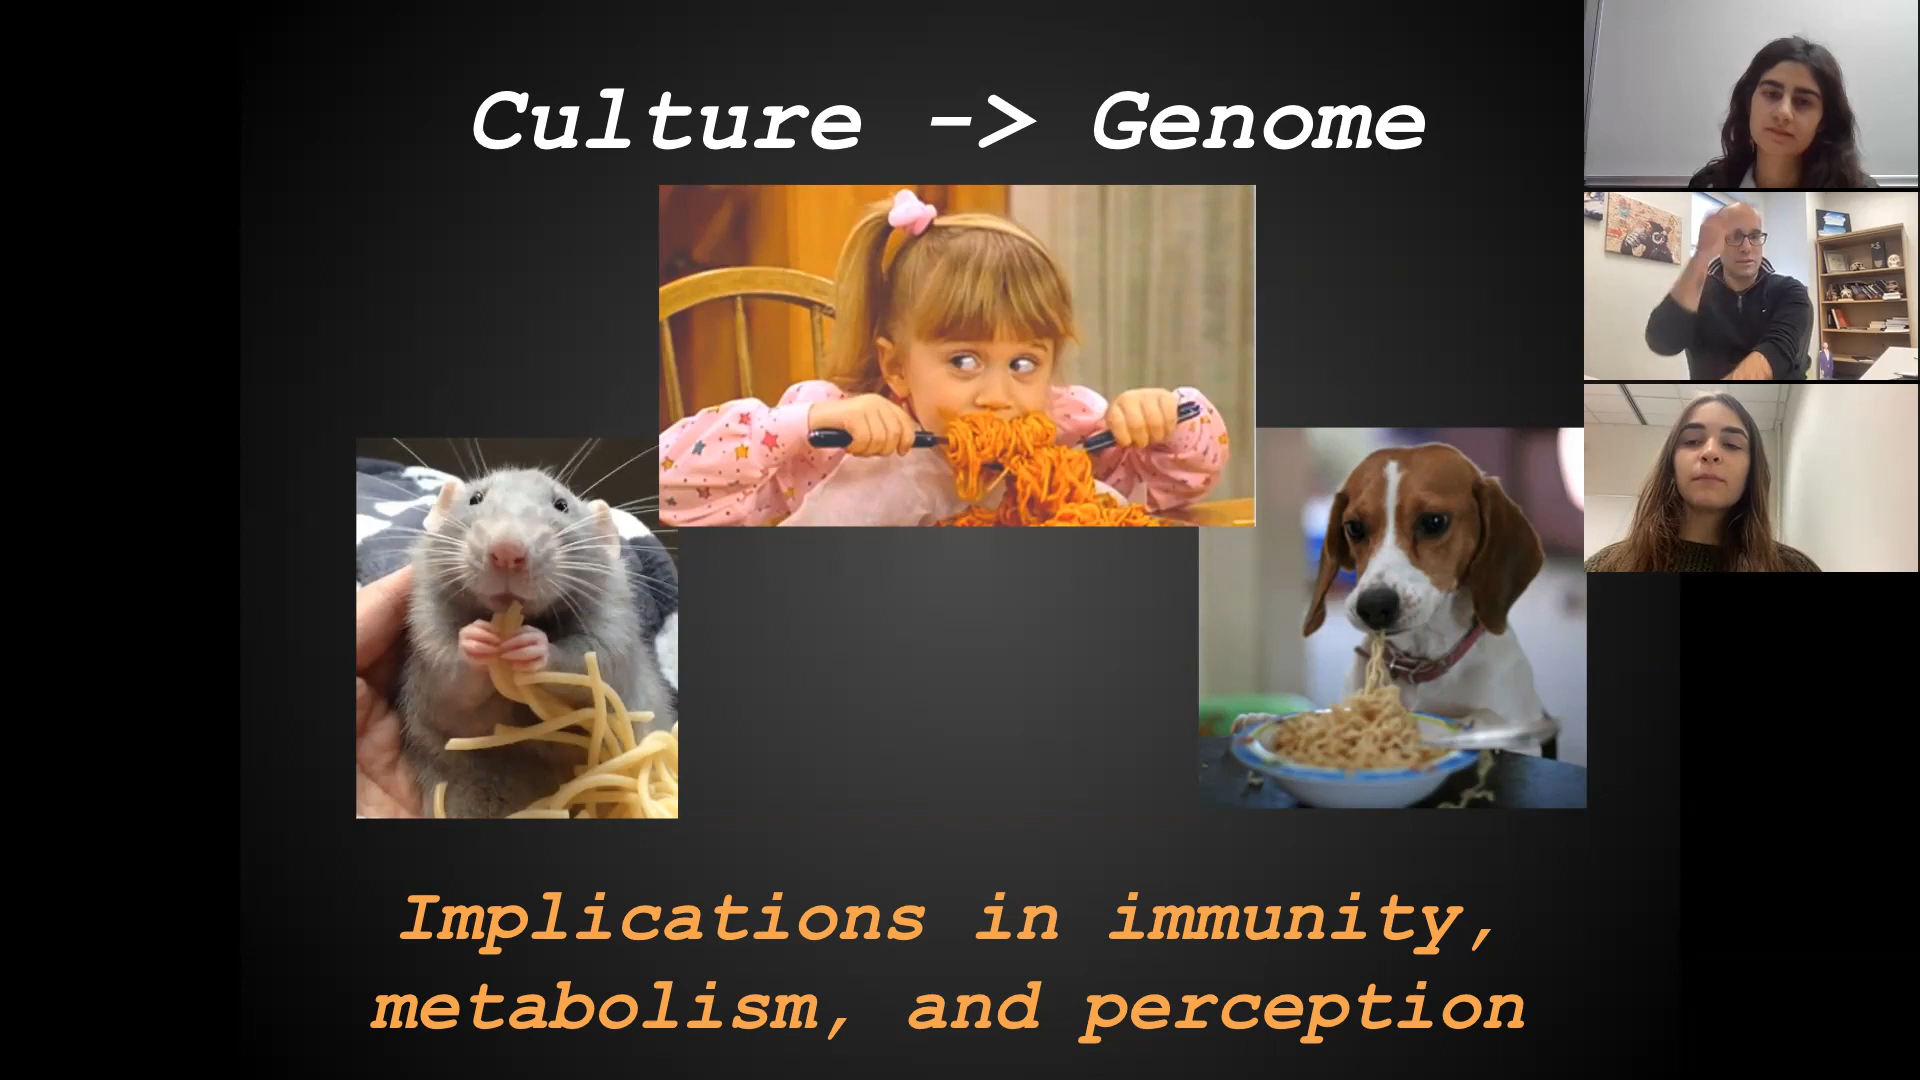 Culture -> Genome
Implications in immunity,
metabolism, and perception